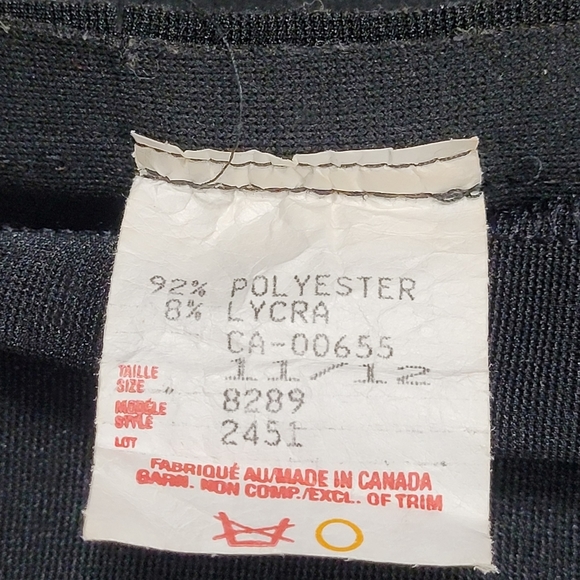 92% POLYESTER
8% LYCRA
CA-00655
TAILLE
SIZE 11/12
MODÈLE 8289
STYLE
LOT 2451
FABRIQUÉ AU/MADE IN CANADA
GARN. NON COMP./EXCL. OF TRIM